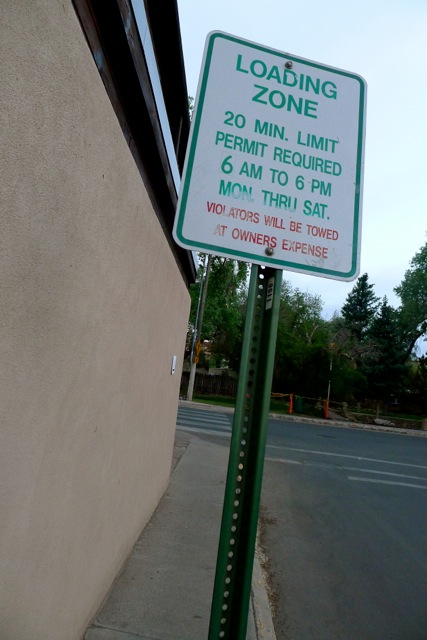 LOADING
ZONE
20 MIN. LIMIT
PERMIT REQUIRED
6 AM TO 6 PM
MON. THRU SAT.
VIOLATORS WILL BE TOWED
AT OWNERS EXPENSE